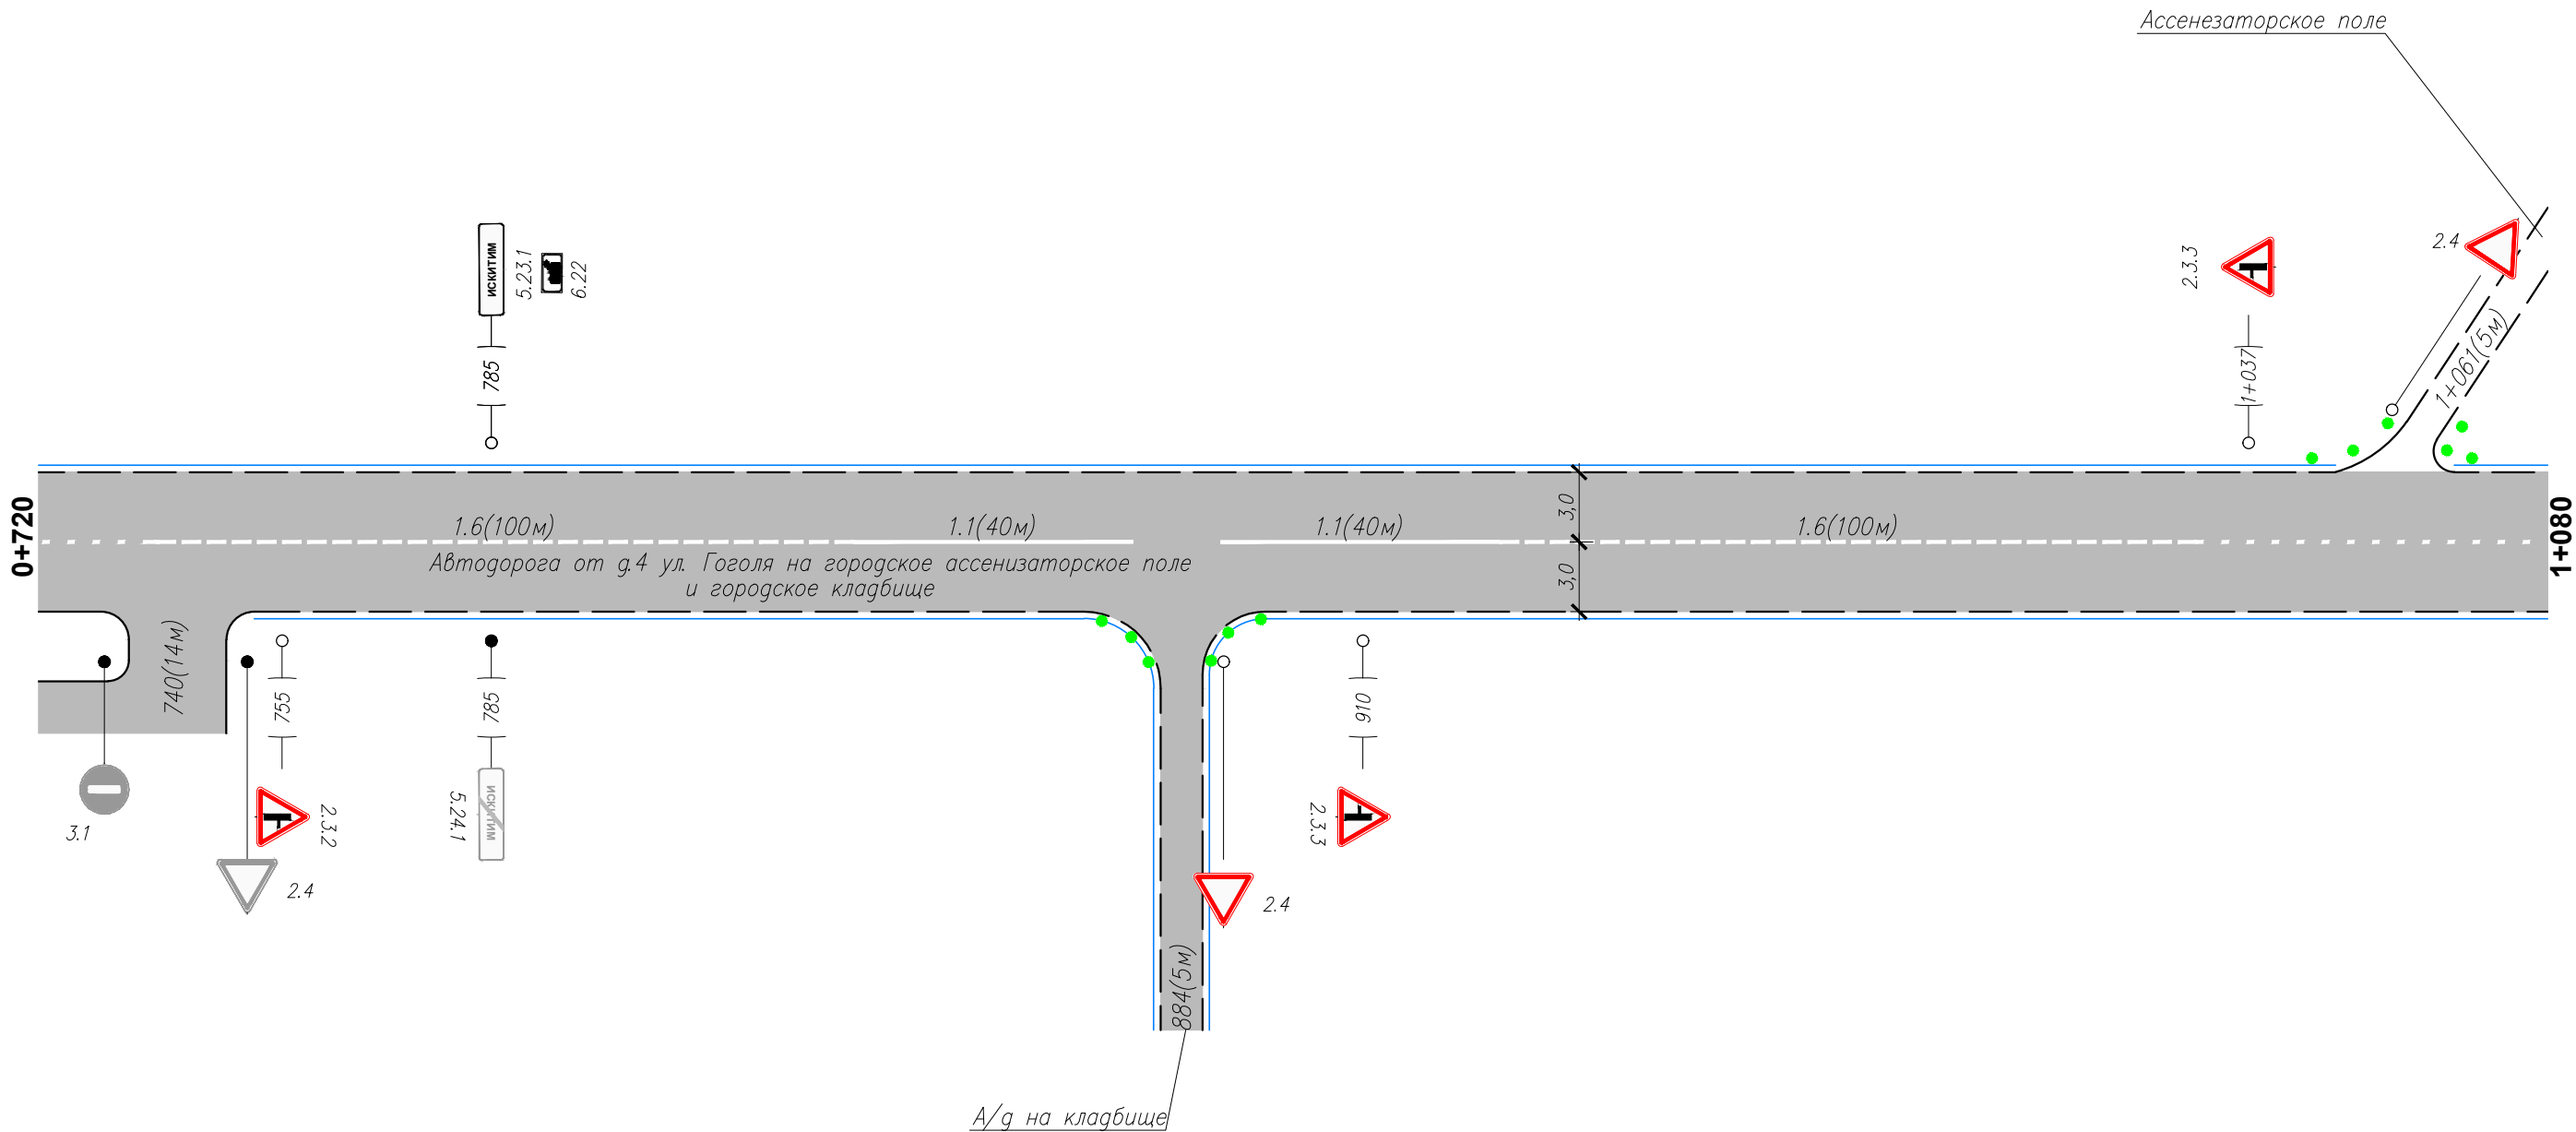 Ассенезаторское поле
ИСКИТИМ
5.23.1
6.22
785
2.3.3
1+037
2.4
1+061(5м)
0+720
1.6(100м)
1.1(40м)
1.1(40м)
3,0
1.6(100м)
1+080
Автодорога от д.4 ул. Гоголя на городское ассенизаторское поле
и городское кладбище
3,0
740(14м)
755
785
910
3.1
2.3.2
2.4
5.24.1
ИСКИТИМ
2.3.3
2.4
884(5м)
А/д на кладбище